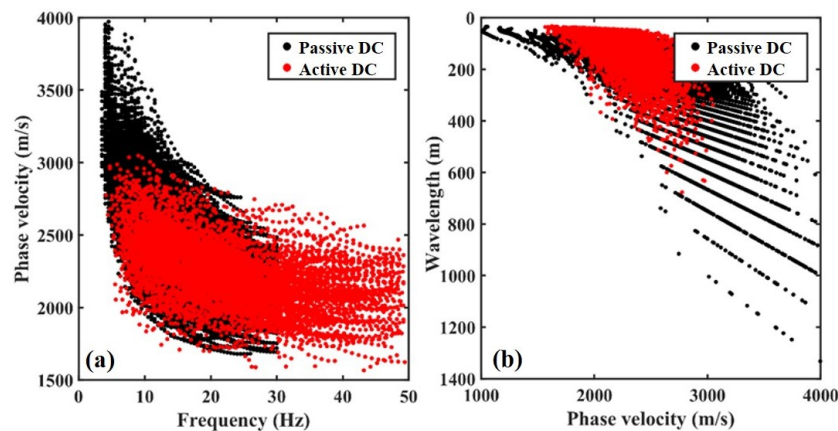 4000
3500
3000
2500
2000
1500
Phase velocity (m/s)
0
10
20
30
40
50
Frequency (Hz)
Passive DC
Active DC
(a)
0
200
400
600
800
1000
1200
1400
Wavelength (m)
1000
2000
3000
4000
Phase velocity (m/s)
Passive DC
Active DC
(b)